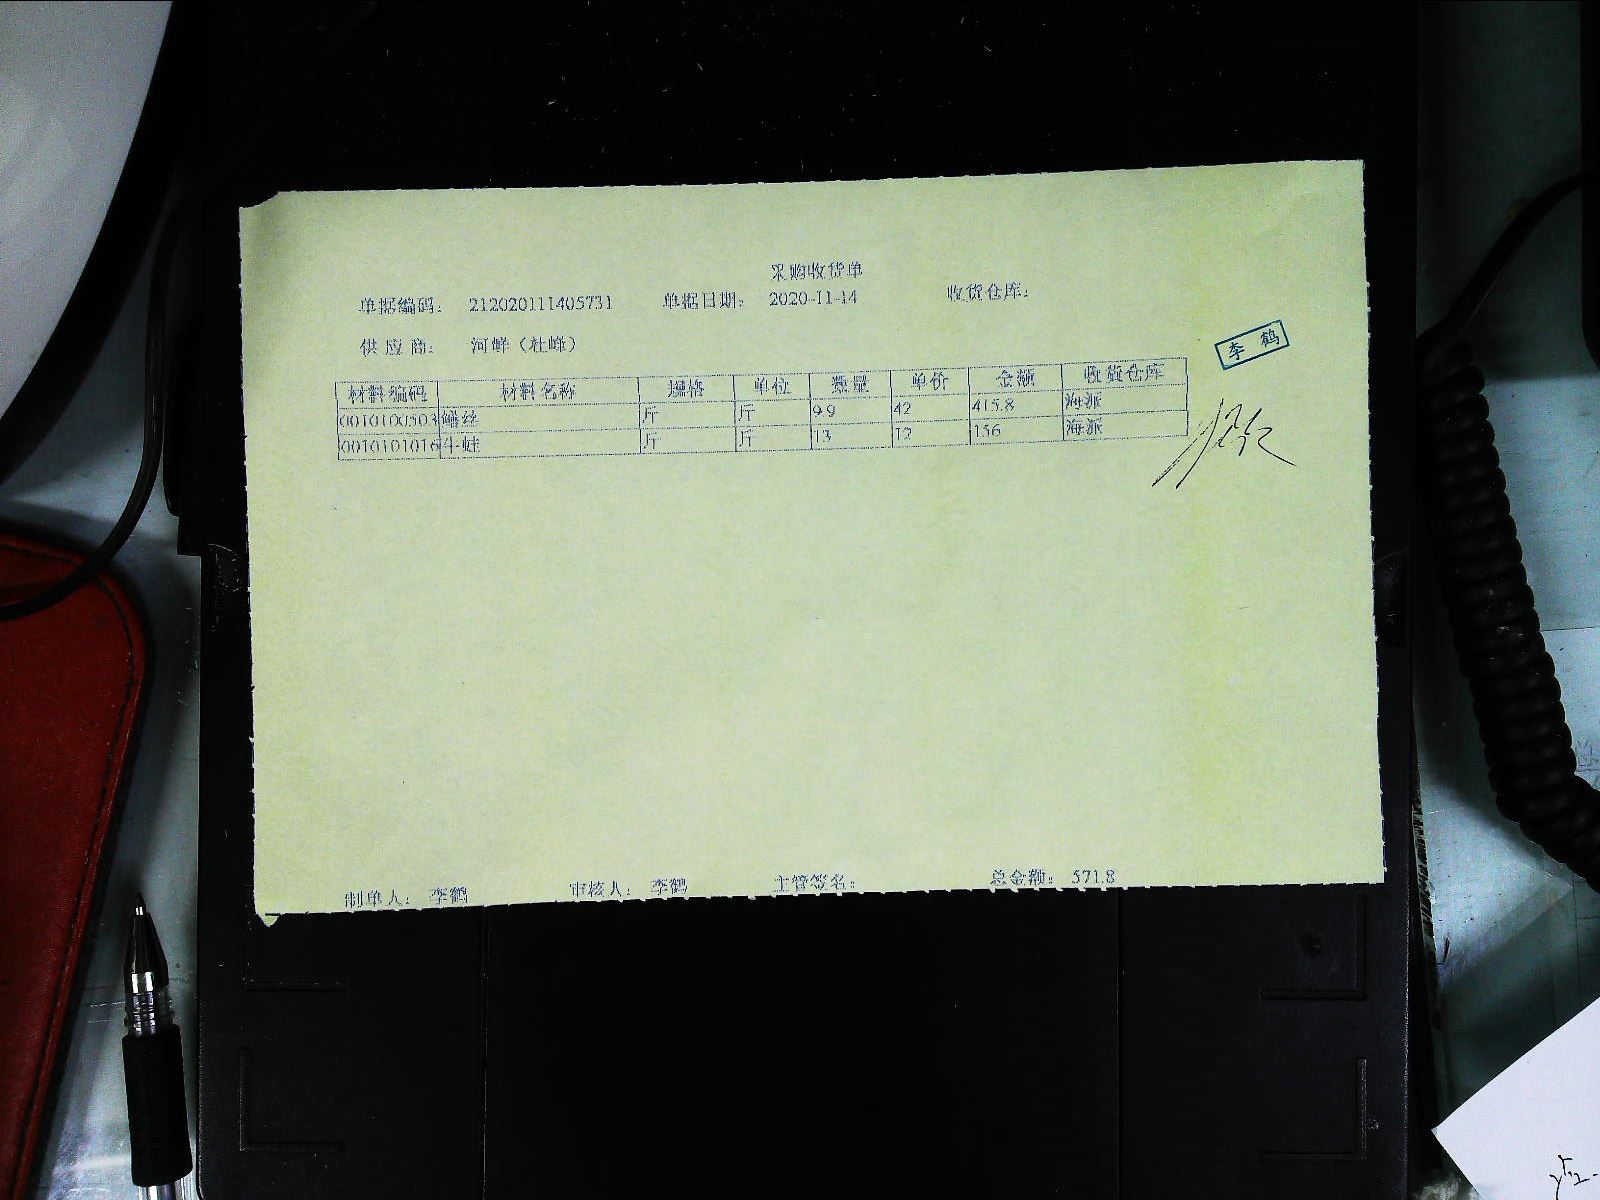 采购收货单
单据编码： 212020111405731 单据日期： 2020-11-14 收货仓库：
供应商： 河鲜（杜峰）
李鹤
材料编码 材料名称 规格 单位 数量 单价 金额 收货仓库
0010100503 螺丝 斤 斤 9.9 42 415.8 海派
0010101016 牛蛙 斤 斤 13 12 156 海派
制单人： 李鹤 审核人： 李鹤 主管签名： 总金额： 571.8